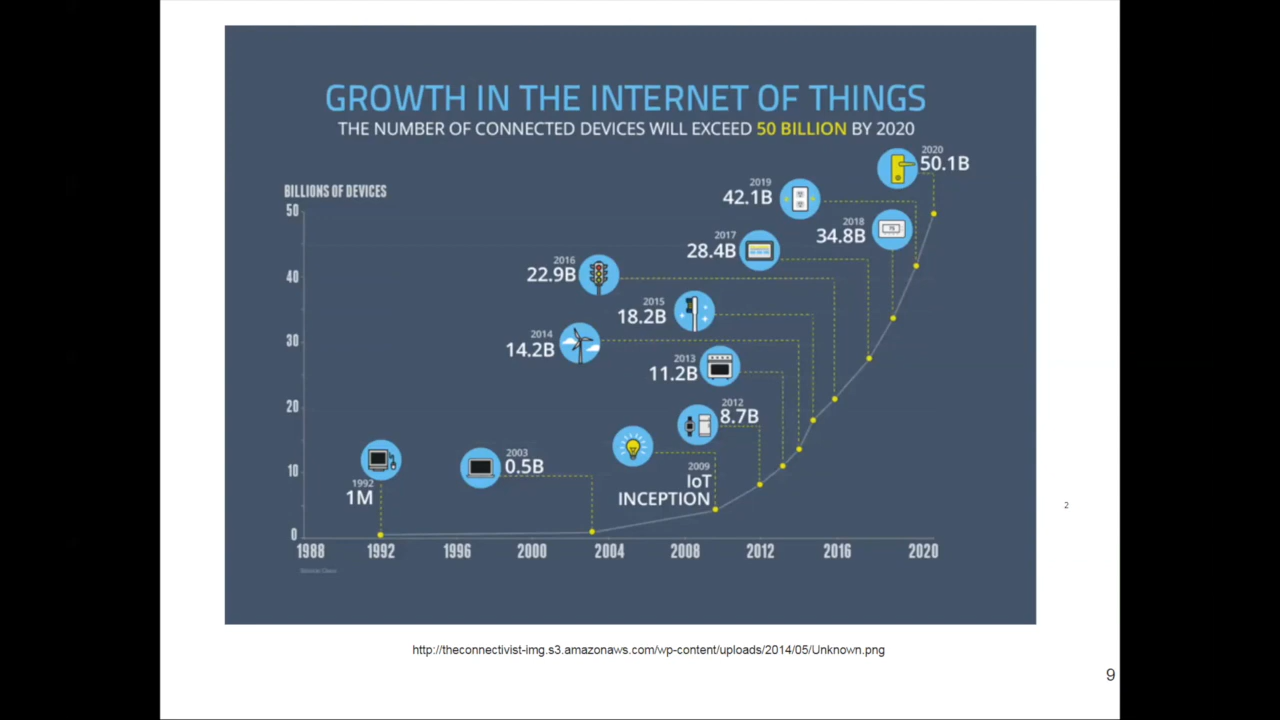 GROWTH IN THE INTERNET OF THINGS
THE NUMBER OF CONNECTED DEVICES WILL EXCEED 50 BILLION BY 2020
BILLIONS OF DEVICES
50
40
30
20
10
0
1992
1M
2003
0.5B
2009
IoT
INCEPTION
2012
8.7B
2013
11.2B
2014
14.2B
2015
18.2B
2016
22.9B
2017
28.4B
2018
34.8B
2019
42.1B
2020
50.1B
1988 1992 1996 2000 2004 2008 2012 2016 2020
2
http://theconnectivist-img.s3.amazonaws.com/wp-content/uploads/2014/05/Unknown.png
9